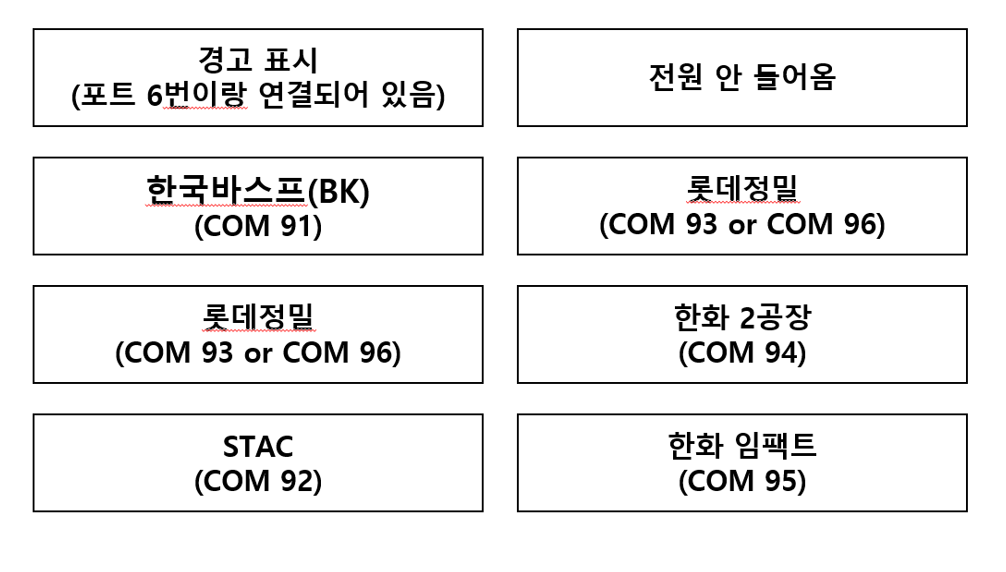 경고 표시
(포트 6번이랑 연결되어 있음)
전원 안 들어옴
한국바스프(BK)
(COM 91)
롯데정밀
(COM 93 or COM 96)
롯데정밀
(COM 93 or COM 96)
한화 2공장
(COM 94)
STAC
(COM 92)
한화 임팩트
(COM 95)